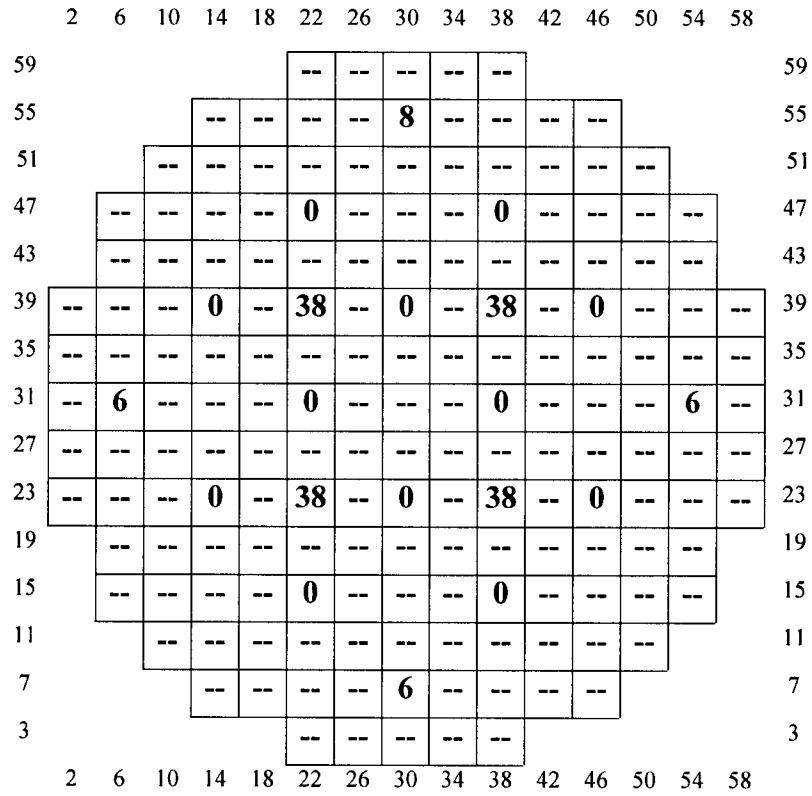 2 6 10 14 18 22 26 30 34 38 42 46 50 54 58
59 -- -- -- -- -- 59
55 -- -- -- -- 8 -- -- -- -- 55
51 -- -- -- -- -- -- -- -- -- -- -- 51
47 -- -- -- -- 0 -- -- -- 0 -- -- -- -- 47
43 -- -- -- -- -- -- -- -- -- -- -- -- -- 43
39 -- -- -- 0 -- 38 -- 0 -- 38 -- 0 -- -- -- 39
35 -- -- -- -- -- -- -- -- -- -- -- -- -- -- -- 35
31 -- 6 -- -- -- 0 -- -- -- 0 -- -- -- 6 -- 31
27 -- -- -- -- -- -- -- -- -- -- -- -- -- -- -- 27
23 -- -- -- 0 -- 38 -- 0 -- 38 -- 0 -- -- -- 23
19 -- -- -- -- -- -- -- -- -- -- -- -- -- 19
15 -- -- -- -- 0 -- -- -- 0 -- -- -- -- 15
11 -- -- -- -- -- -- -- -- -- -- -- 11
7 -- -- -- -- 6 -- -- -- -- 7
3 -- -- -- -- -- 3
2 6 10 14 18 22 26 30 34 38 42 46 50 54 58